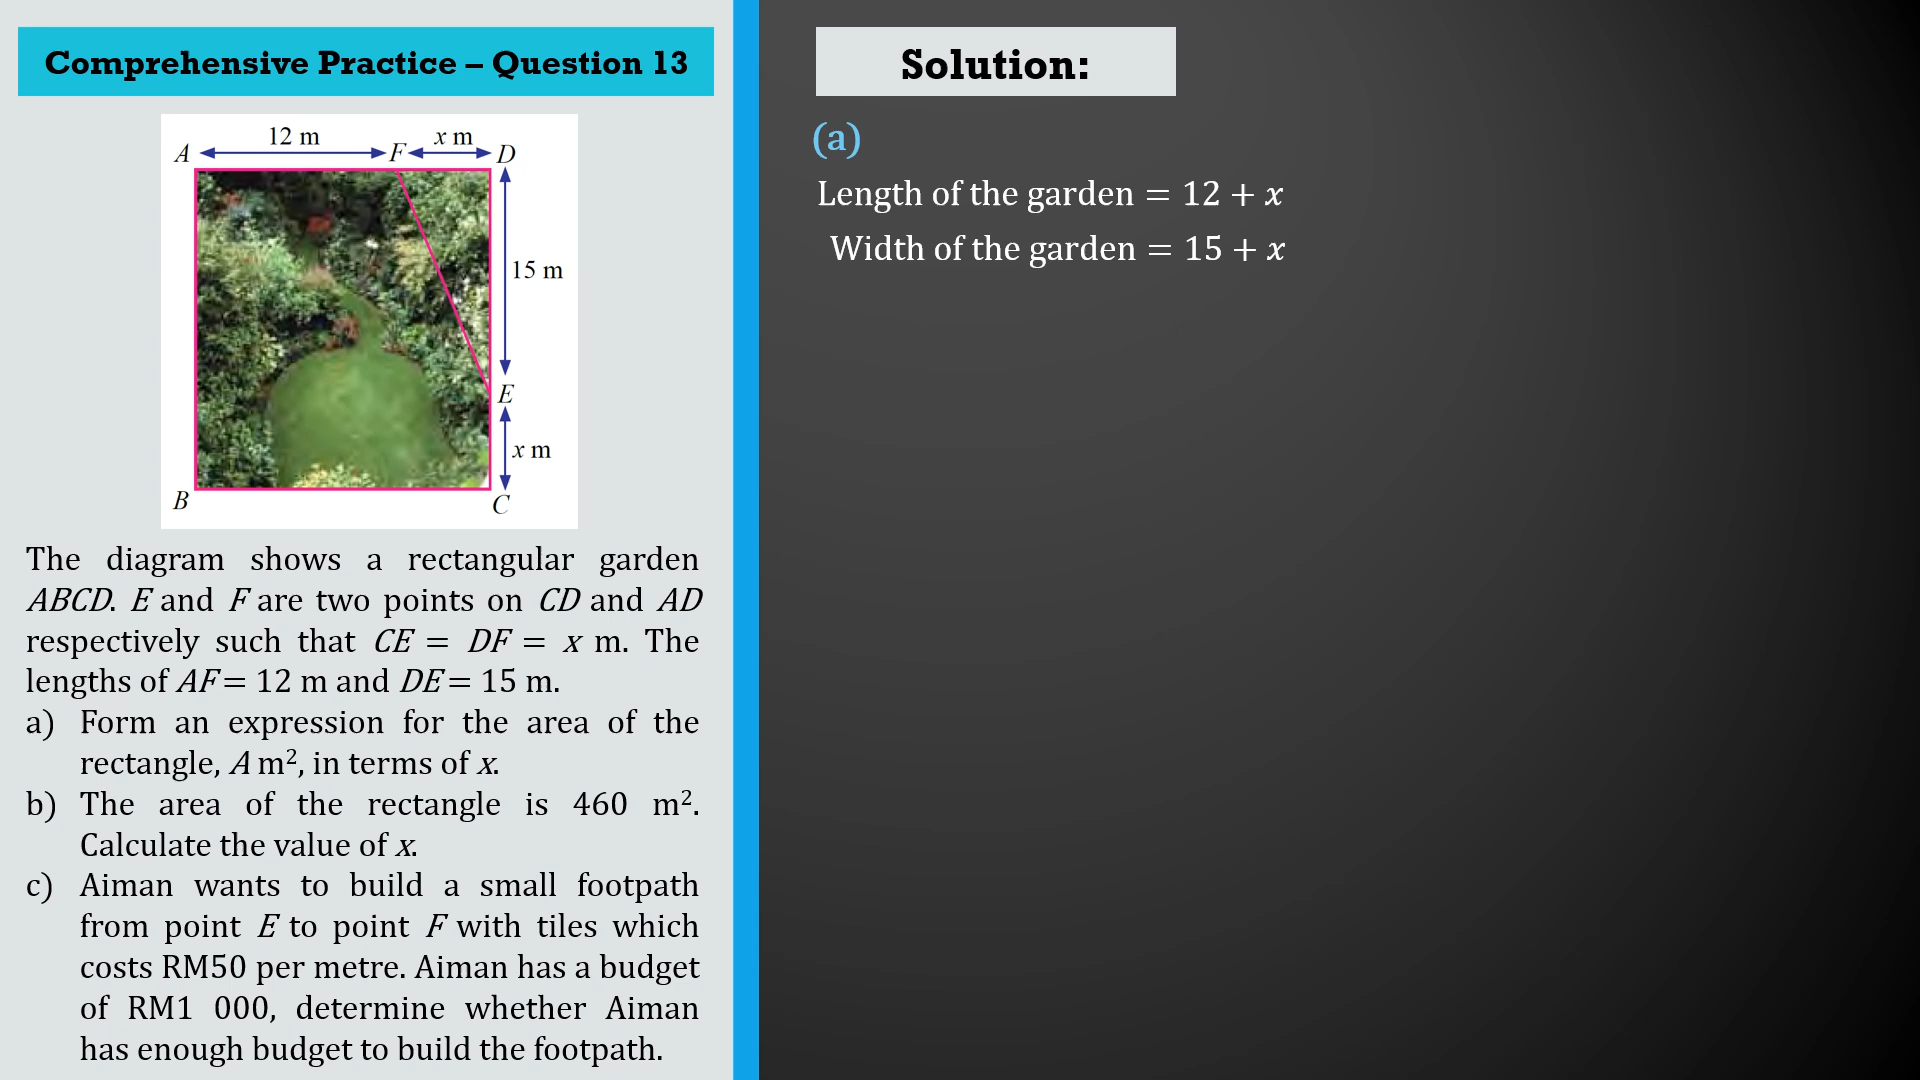 Comprehensive Practice – Question 13
12 m
x m
A
F
D
15 m
E
x m
B
C
The diagram shows a rectangular garden
ABCD. E and F are two points on CD and AD
respectively such that CE = DF = x m. The
lengths of AF = 12 m and DE = 15 m.
a) Form an expression for the area of the
rectangle, A m², in terms of x.
b) The area of the rectangle is 460 m².
Calculate the value of x.
c) Aiman wants to build a small footpath
from point E to point F with tiles which
costs RM50 per metre. Aiman has a budget
of RM1 000, determine whether Aiman
has enough budget to build the footpath.
Solution:
(a)
Length of the garden = 12 + x
Width of the garden = 15 + x